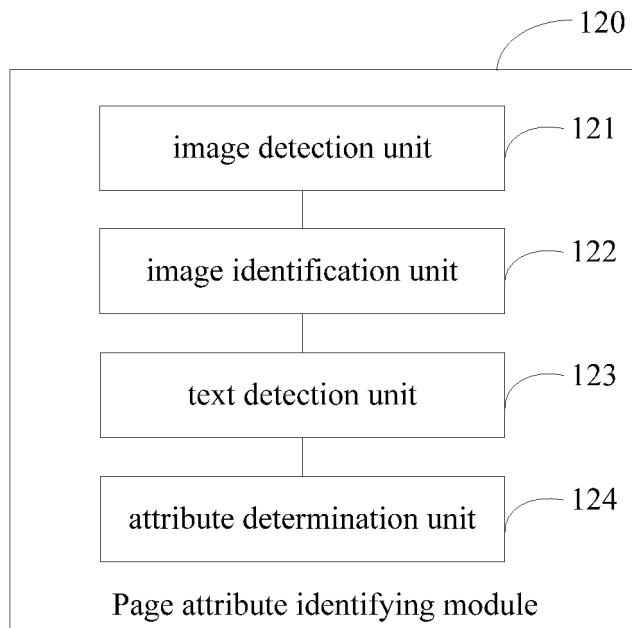 120
image detection unit
121
image identification unit
122
text detection unit
123
attribute determination unit
124
Page attribute identifying module